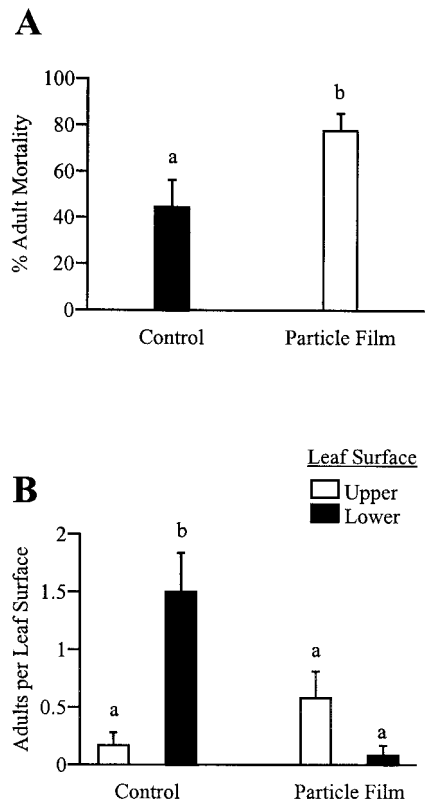 A
100
80
60
40
20
0
% Adult Mortality
a
b
Control
Particle Film
Leaf Surface
Upper
Lower
B
2
1.5
1
0.5
0
Adults per Leaf Surface
a
b
a
a
Control
Particle Film